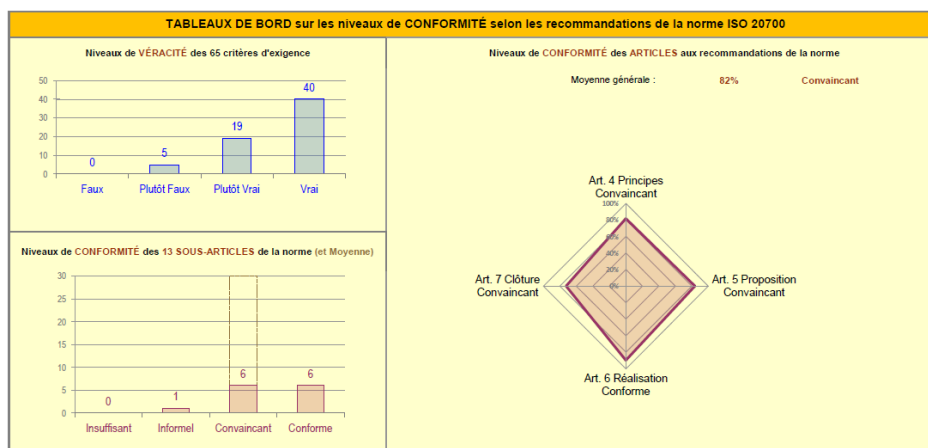 TABLEAUX DE BORD sur les niveaux de CONFORMITÉ selon les recommandations de la norme ISO 20700
Niveaux de VÉRACITÉ des 65 critères d'exigence
50
40
30
20
10
0
0
5
19
40
Faux
Plutôt Faux
Plutôt Vrai
Vrai
Niveaux de CONFORMITÉ des 13 SOUS-ARTICLES de la norme (et Moyenne)
30
25
20
15
10
5
0
0
1
6
6
Insuffisant
Informel
Convaincant
Conforme
Niveaux de CONFORMITÉ des ARTICLES aux recommandations de la norme
Moyenne générale : 82% Convaincant
Art. 4 Principes
Convaincant
100%
80%
60%
40%
20%
0%
Art. 7 Clôture
Convaincant
Art. 5 Proposition
Convaincant
Art. 6 Réalisation
Conforme